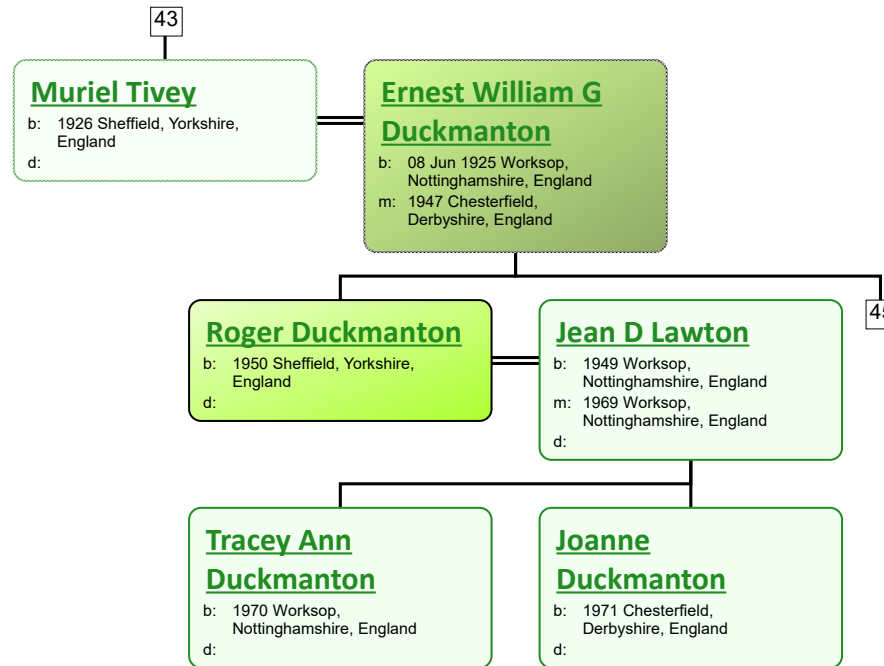 43
Muriel Tivey
b: 1926 Sheffield, Yorkshire,
England
d:
Ernest William G
Duckmanton
b: 08 Jun 1925 Worksop,
Nottinghamshire, England
m: 1947 Chesterfield,
Derbyshire, England
45
Roger Duckmanton
b: 1950 Sheffield, Yorkshire,
England
d:
Jean D Lawton
b: 1949 Worksop,
Nottinghamshire, England
m: 1969 Worksop,
Nottinghamshire, England
d:
Tracey Ann
Duckmanton
b: 1970 Worksop,
Nottinghamshire, England
d:
Joanne
Duckmanton
b: 1971 Chesterfield,
Derbyshire, England
d: